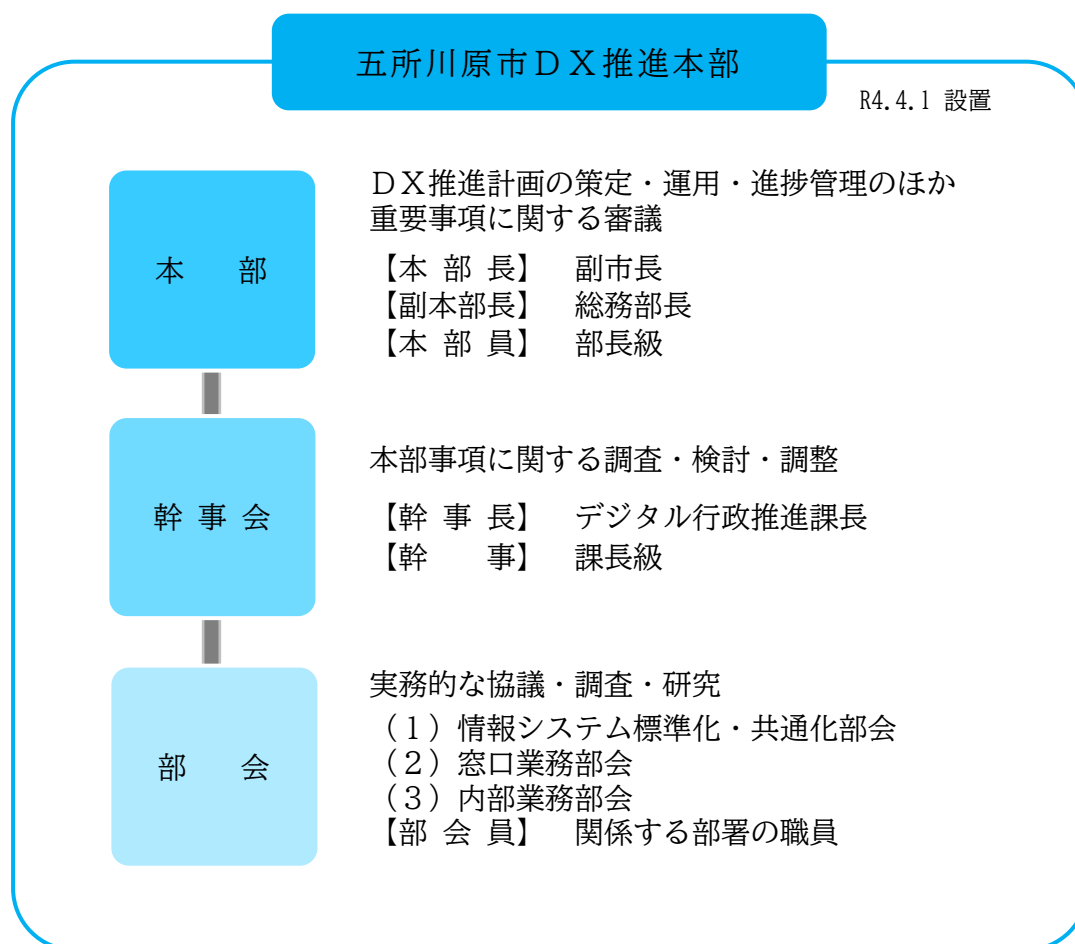 五所川原市ＤＸ推進本部
R4.4.1 設置
本　部
ＤＸ推進計画の策定・運用・進捗管理のほか
重要事項に関する審議
【本 部 長】　副市長
【副本部長】　総務部長
【本 部 員】　部長級
幹 事 会
本部事項に関する調査・検討・調整
【幹 事 長】　デジタル行政推進課長
【幹　　事】　課長級
部　会
実務的な協議・調査・研究
（１）情報システム標準化・共通化部会
（２）窓口業務部会
（３）内部業務部会
【部 会 員】　関係する部署の職員